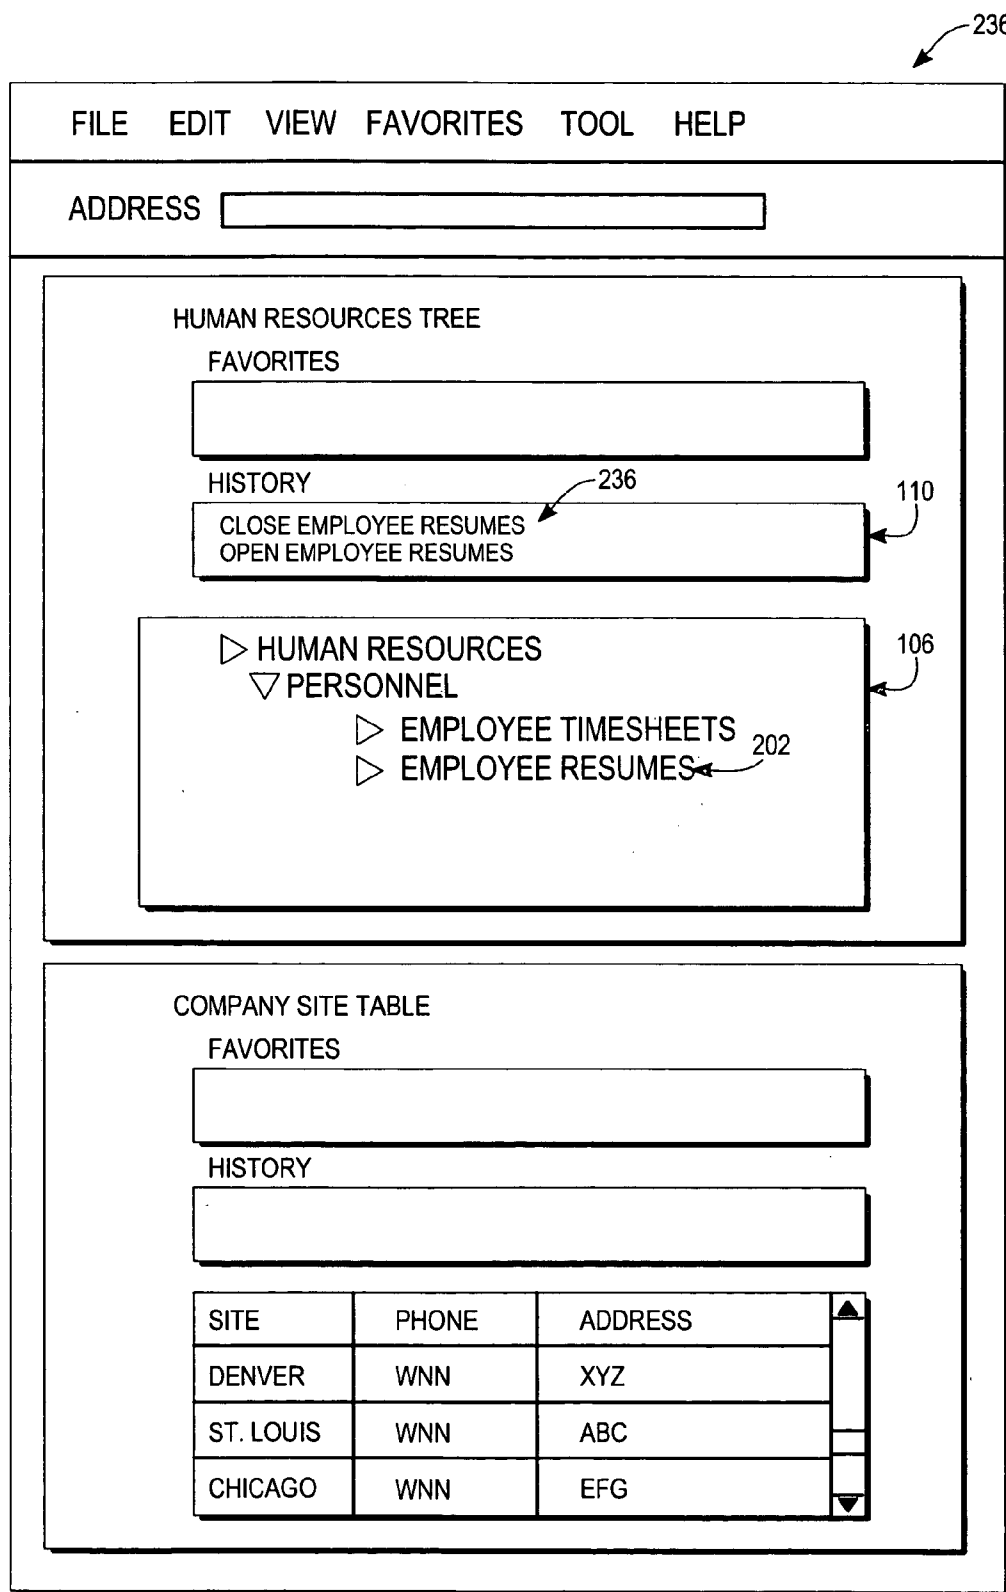 236
FILE EDIT VIEW FAVORITES TOOL HELP
ADDRESS
HUMAN RESOURCES TREE
FAVORITES
HISTORY
236
110
CLOSE EMPLOYEE RESUMES
OPEN EMPLOYEE RESUMES
HUMAN RESOURCES
106
PERSONNEL
EMPLOYEE TIMESHEETS
202
EMPLOYEE RESUMES
COMPANY SITE TABLE
FAVORITES
HISTORY
SITE PHONE ADDRESS
DENVER WNN XYZ
ST. LOUIS WNN ABC
CHICAGO WNN EFG